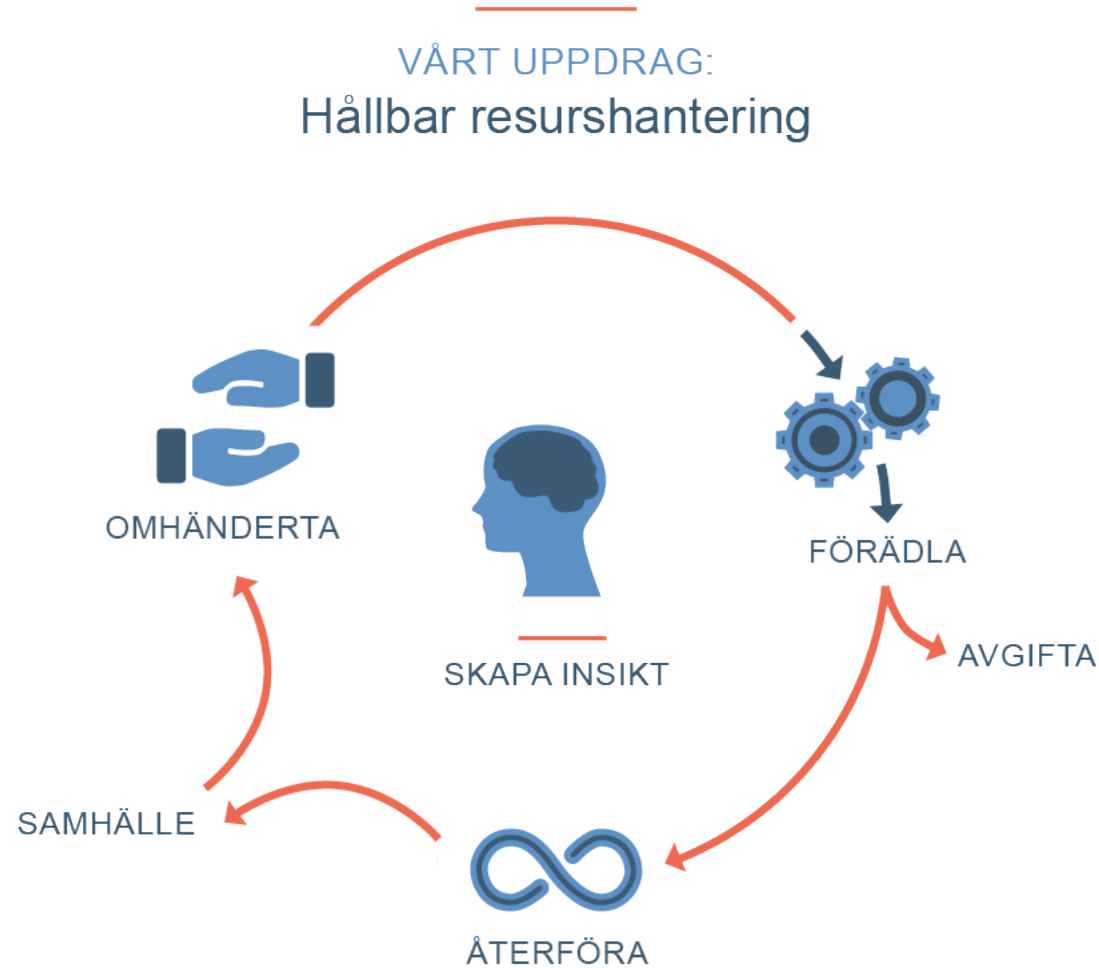 VÅRT UPPDRAG:
Hållbar resurshantering
OMHÄNDERTA
FÖRÄDLA
AVGIFTA
SKAPA INSIKT
SAMHÄLLE
ÅTERFÖRA